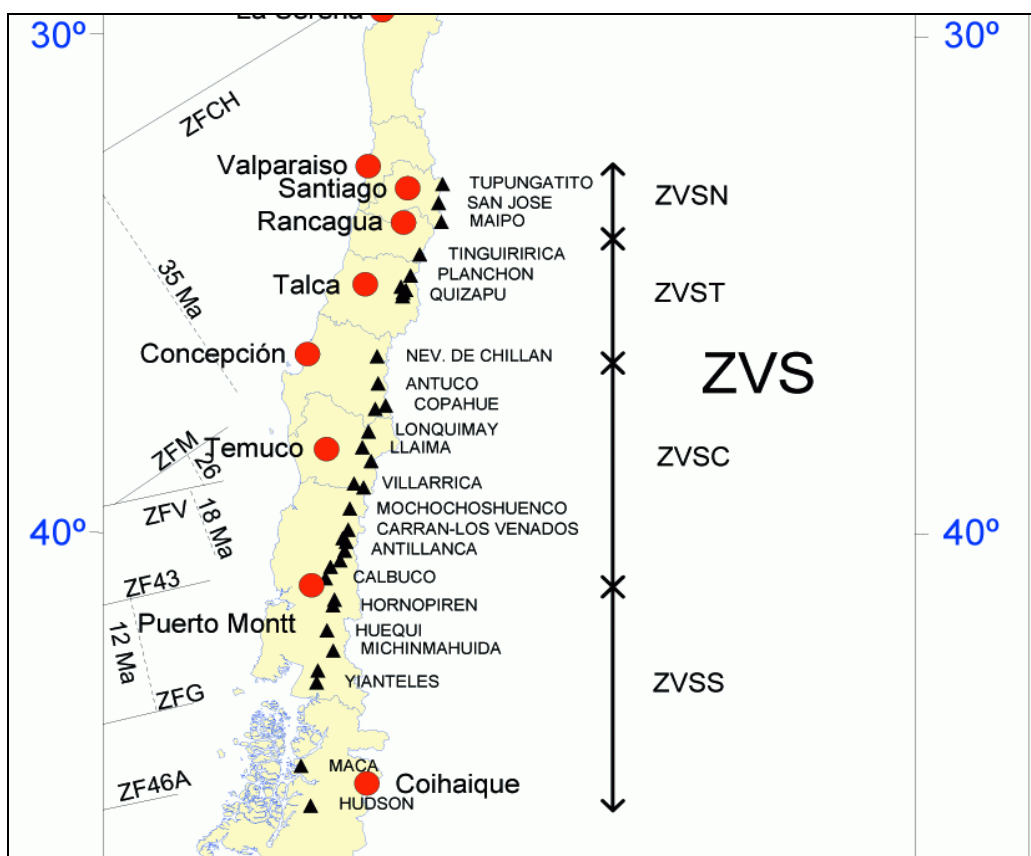 La Serena
30º
30º
ZFCH
Valparaiso
Santiago
Rancagua
Talca
Concepción
Temuco
Puerto Montt
Coihaique
TUPUNGATITO
SAN JOSE
MAIPO
TINGUIRIRICA
PLANCHON
QUIZAPU
NEV. DE CHILLAN
ANTUCO
COPAHUE
LONQUIMAY
LLAIMA
VILLARRICA
MOCHOCHOSHUENCO
CARRAN-LOS VENADOS
ANTILLANCA
CALBUCO
HORNOPIREN
HUEQUI
MICHINMAHUIDA
YIANTELES
MACA
HUDSON
35 Ma
ZFM
26
ZFV
18 Ma
40º
40º
ZF43
12 Ma
ZFG
ZF46A
ZVSN
ZVST
ZVS
ZVSC
ZVSS